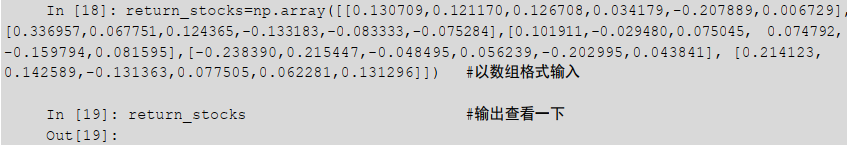 In [18]: return_stocks=np.array([[0.130709,0.121170,0.126708,0.034179,-0.207889,0.006729],
[0.336957,0.067751,0.124365,-0.133183,-0.083333,-0.075284],[0.101911,-0.029480,0.075045, 0.074792,
-0.159794,0.081595],[-0.238390,0.215447,-0.048495,0.056239,-0.202995,0.043841], [0.214123,
0.142589,-0.131363,0.077505,0.062281,0.131296]]) #以数组格式输入
In [19]: return_stocks #输出查看一下
Out[19]: